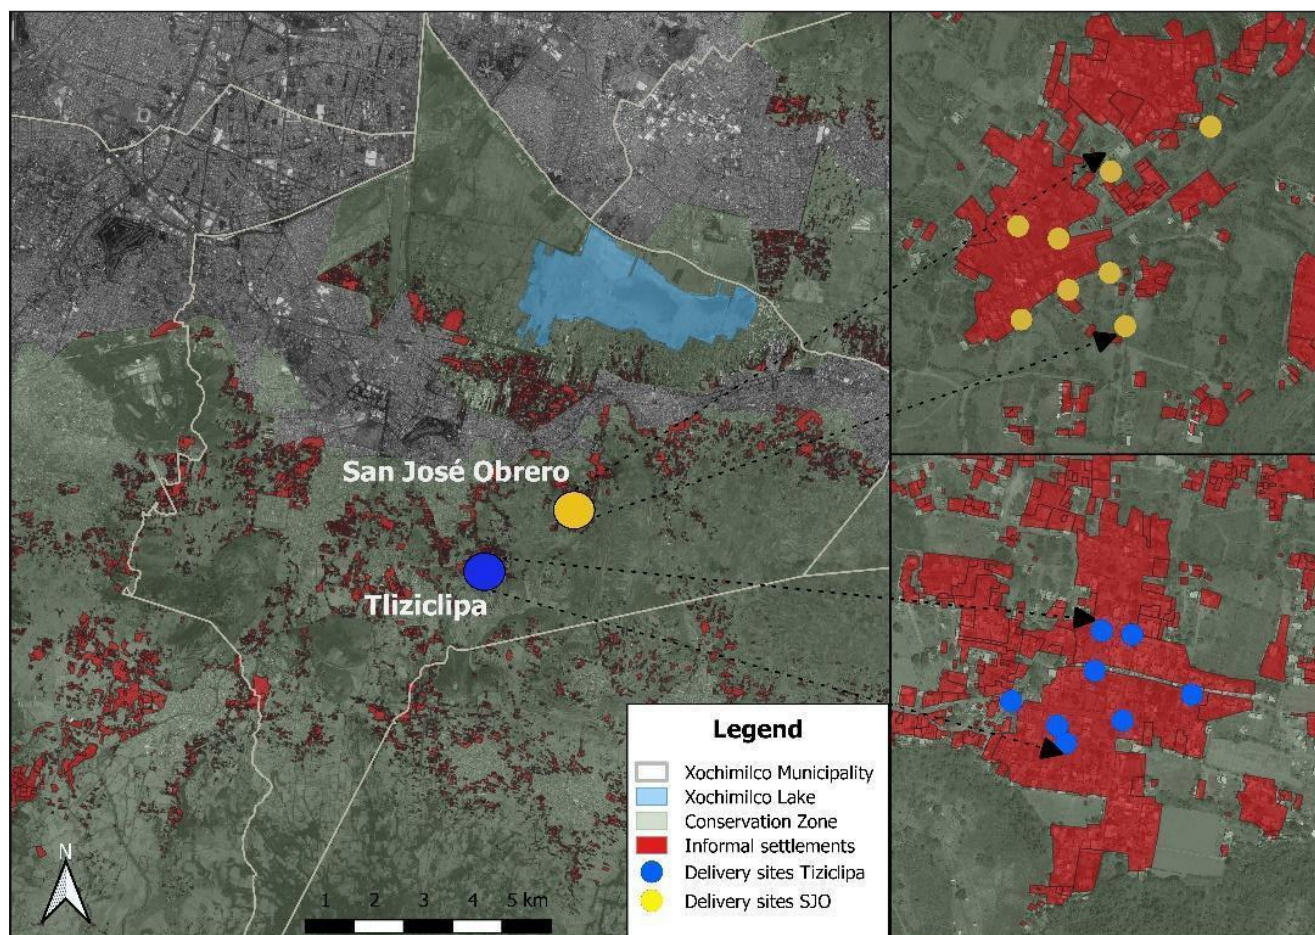 San José Obrero
Tliziclipa
N
1 2 3 4 5 km
Legend
Xochimilco Municipality
Xochimilco Lake
Conservation Zone
Informal settlements
Delivery sites Tiziclipa
Delivery sites SJO